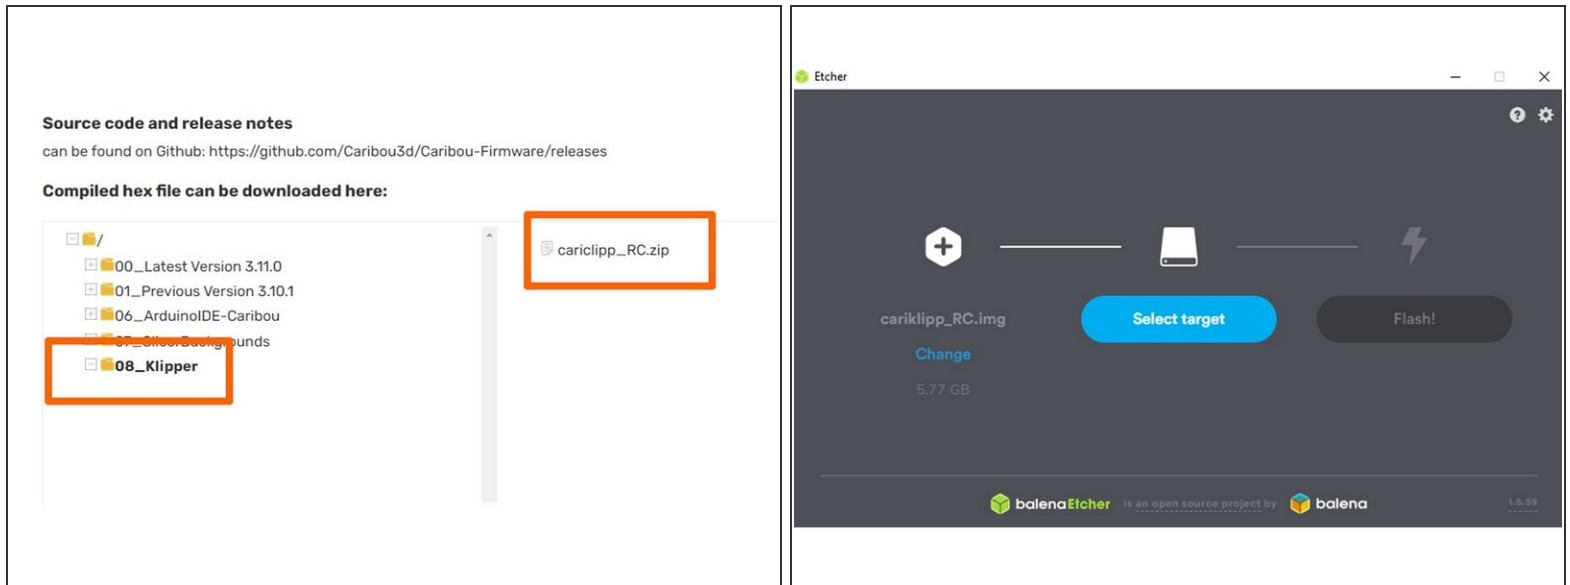 Source code and release notes
can be found on Github: https://github.com/Caribou3d/Caribou-Firmware/releases
Compiled hex file can be downloaded here:
/
00_Latest Version 3.11.0
01_Previous Version 3.10.1
06_ArduinoIDE-Caribou
07_SlicerBackgrounds
08_Klipper
cariclipp_RC.zip
Etcher
cariklipp_RC.img
Change
5.77 GB
Select target
Flash!
balenaEtcher is an open source project by balena
1.5.59